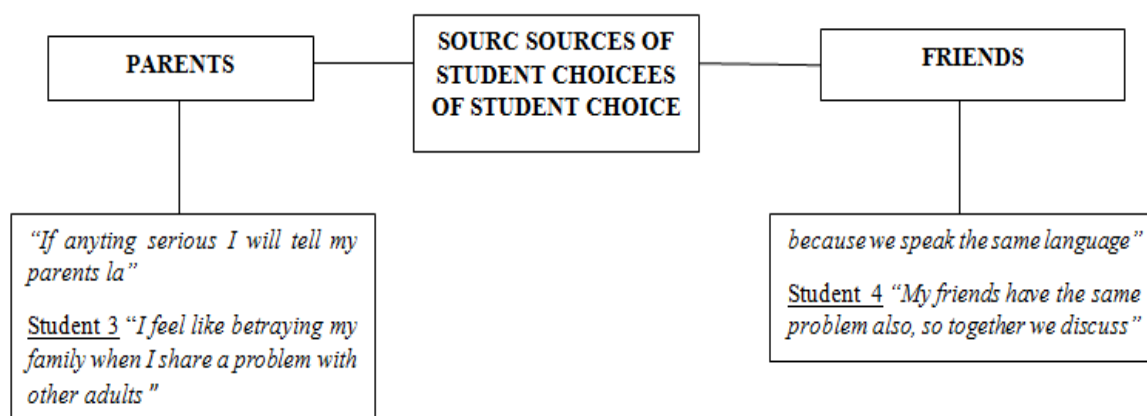 PARENTS
SOURC SOURCES OF
STUDENT CHOICEES
OF STUDENT CHOICE
FRIENDS
“If anyting serious I will tell my
parents la”
Student 3 “I feel like betraying my
family when I share a problem with
other adults ”
because we speak the same language”
Student 4 “My friends have the same
problem also, so together we discuss”